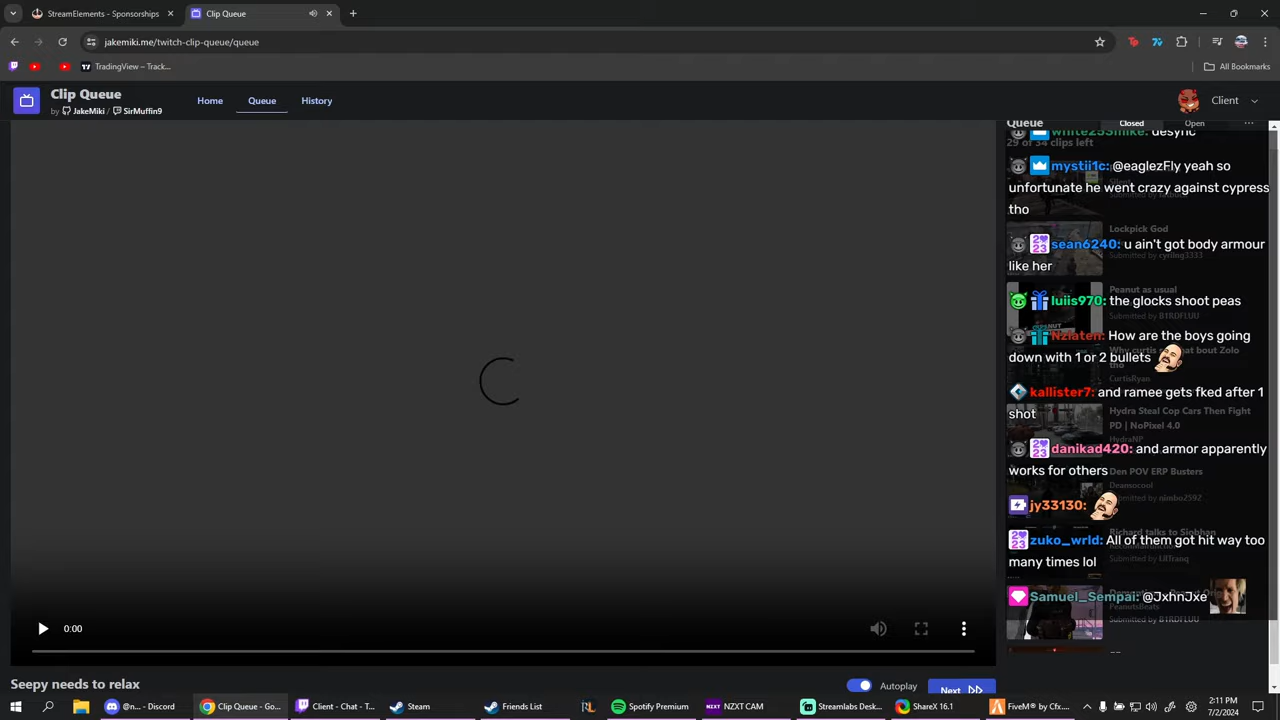 StreamElements - Sponsorships
Clip Queue
jakemiki.me/twitch-clip-queue/queue
TradingView – Track...
All Bookmarks
Clip Queue
by JakeMiki / SirMuffin9
Home
Queue
History
Client
Queue
Closed
Open
29 of 34 clips left
white25smike: desync
mystii1c: @eaglezFly yeah so
unfortunate he went crazy against cypress
tho
Lockpick God
Submitted by cyrilng3333
sean6240: u ain't got body armour
like her
Peanut as usual
Submitted by B1RDFLUU
luiis970: the glocks shoot peas
Nziaten: How are the boys going
down with 1 or 2 bullets
tho
CurtisRyan
kallister7: and ramee gets fked after 1
shot
Hydra Steal Cop Cars Then Fight
PD | NoPixel 4.0
HydraNP
danikad420: and armor apparently
works for others
Den POV ERP Busters
Deamocool
Submitted by nimbo2592
jy33130:
Richard talks to Siobhan
zuko_wrld: All of them got hit way too
many times lol
Submitted by LilTranq
Samuel_Sempai: @JxhnJxe
PeanutsBeats
Submitted by B1RDFLUU
0:00
Seepy needs to relax
Autoplay
Next
@n... - Discord
Clip Queue - Go...
Client - Chat - T...
Steam
Friends List
Spotify Premium
NZXT CAM
Streamlabs Desk...
ShareX 16.1
FiveM® by Cfx...
2:11 PM
7/2/2024